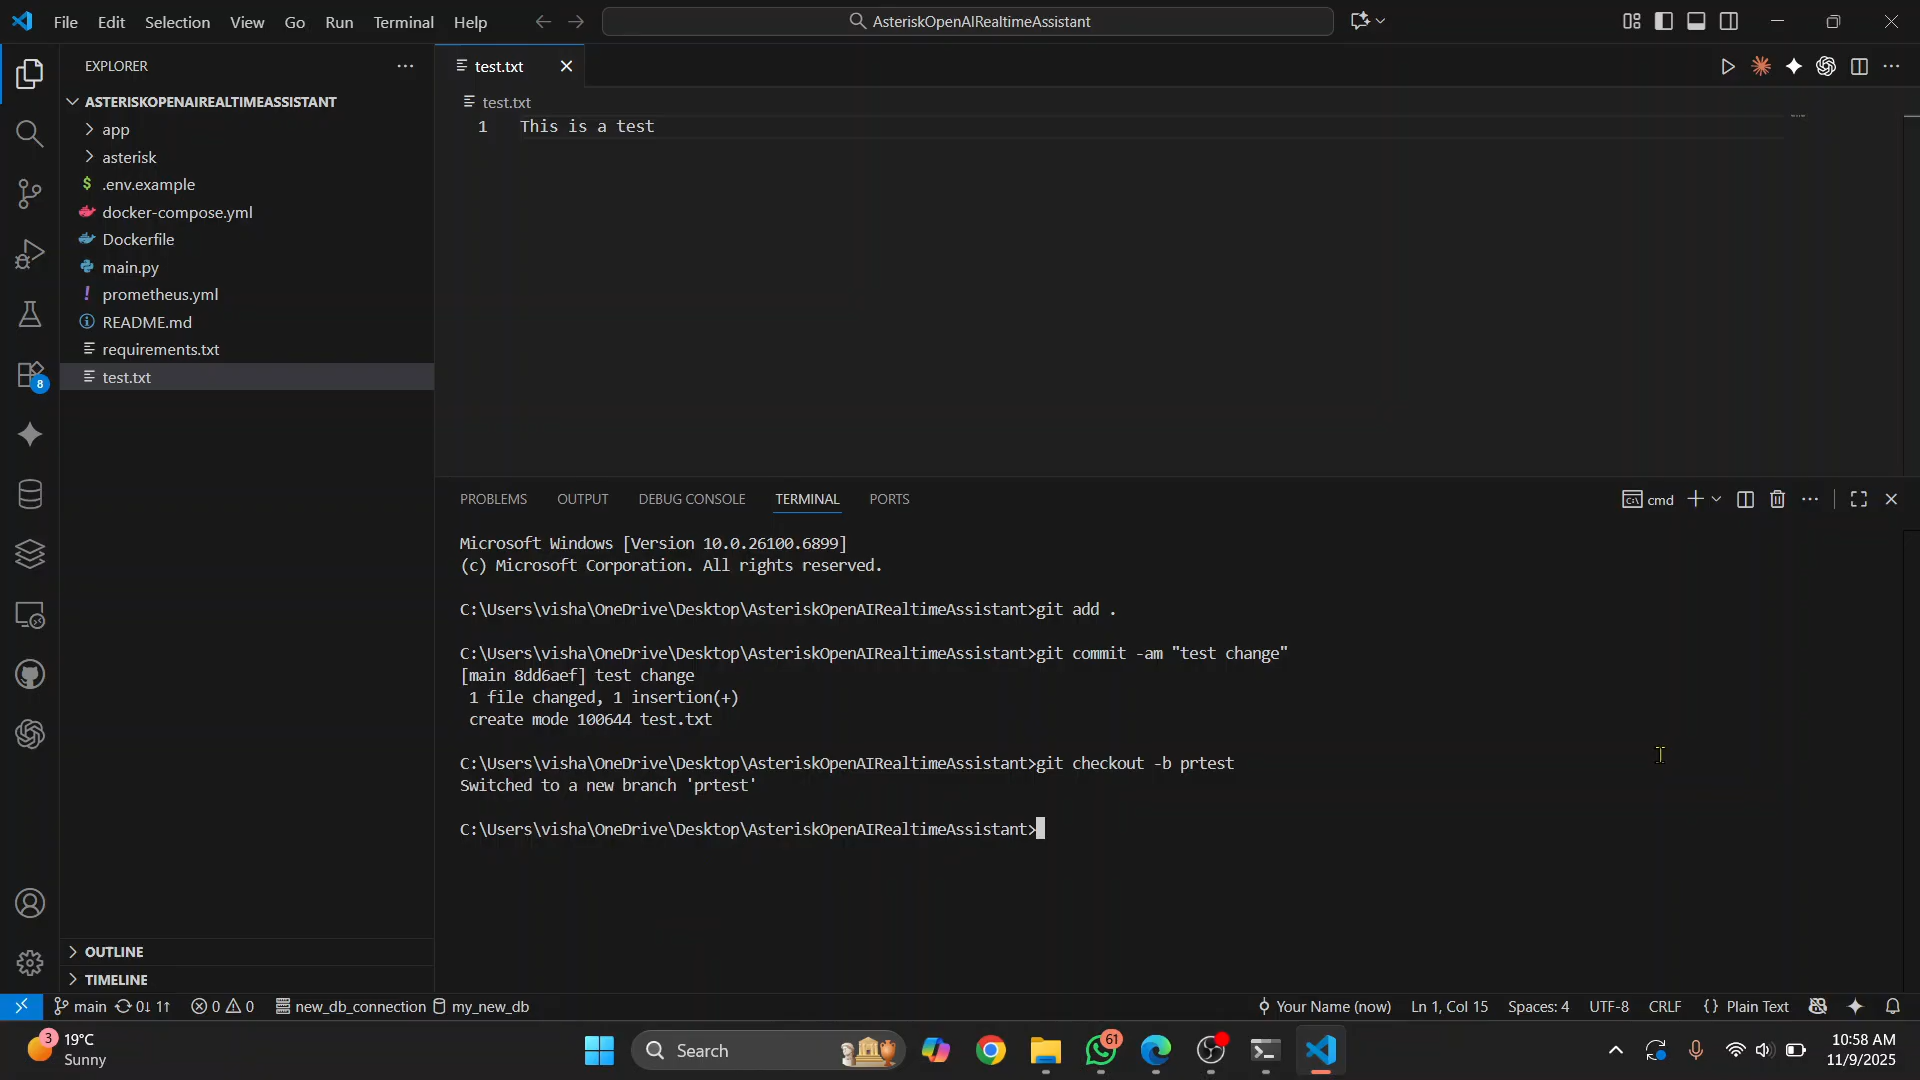 File Edit Selection View Go Run Terminal Help
AsteriskOpenAIRealtimeAssistant
EXPLORER
ASTERISKOPENAIREALTIMEASSISTANT
app
asterisk
.env.example
docker-compose.yml
Dockerfile
main.py
prometheus.yml
README.md
requirements.txt
test.txt
8
OUTLINE
TIMELINE
test.txt
test.txt
1 This is a test
PROBLEMS OUTPUT DEBUG CONSOLE TERMINAL PORTS
cmd
Microsoft Windows [Version 10.0.26100.6899]
(c) Microsoft Corporation. All rights reserved.
C:\Users\visha\OneDrive\Desktop\AsteriskOpenAIRealtimeAssistant>git add .
C:\Users\visha\OneDrive\Desktop\AsteriskOpenAIRealtimeAssistant>git commit -am "test change"
[main 8dd6aef] test change
1 file changed, 1 insertion(+)
create mode 100644 test.txt
C:\Users\visha\OneDrive\Desktop\AsteriskOpenAIRealtimeAssistant>git checkout -b prtest
Switched to a new branch 'prtest'
C:\Users\visha\OneDrive\Desktop\AsteriskOpenAIRealtimeAssistant>
main 0↓ 1↑ 0 0 new_db_connection my_new_db
Your Name (now) Ln 1, Col 15 Spaces: 4 UTF-8 CRLF {} Plain Text
3
19°C
Sunny
Search
61
10:58 AM
11/9/2025